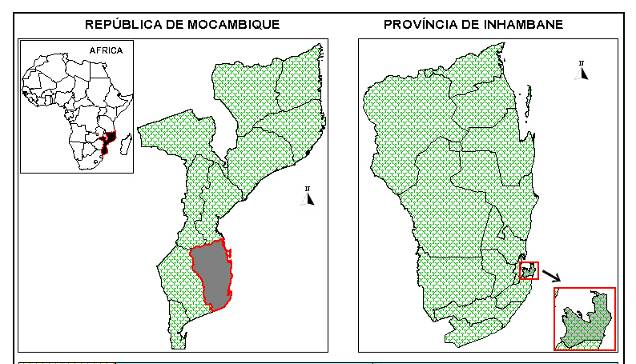 REPÚBLICA DE MOCAMBIQUE
PROVÍNCIA DE INHAMBANE
AFRICA
N
N